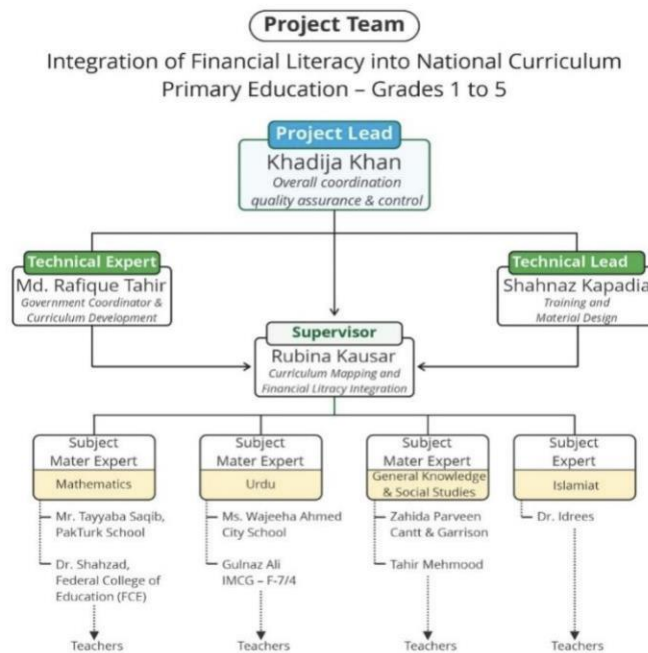 Project Team
Integration of Financial Literacy into National Curriculum
Primary Education – Grades 1 to 5
Project Lead
Khadija Khan
Overall coordination
quality assurance & control
Technical Expert
Md. Rafique Tahir
Government Coordinator &
Curriculum Development
Technical Lead
Shahnaz Kapadia
Training and
Material Design
Supervisor
Rubina Kausar
Curriculum Mapping and
Financial Litracy Integration
Subject
Mater Expert
Mathematics
Mr. Tayyaba Saqib,
PakTurk School
Dr. Shahzad,
Federal College of
Education (FCE)
Teachers
Subject
Mater Expert
Urdu
Ms. Wajeeha Ahmed
City School
Gulnaz Ali
IMCG – F-7/4
Teachers
Subject
Mater Expert
General Knowledge
& Social Studies
Zahida Parveen
Cantt & Garrison
Tahir Mehmood
Teachers
Subject
Expert
Islamiat
Dr. Idrees
Teachers